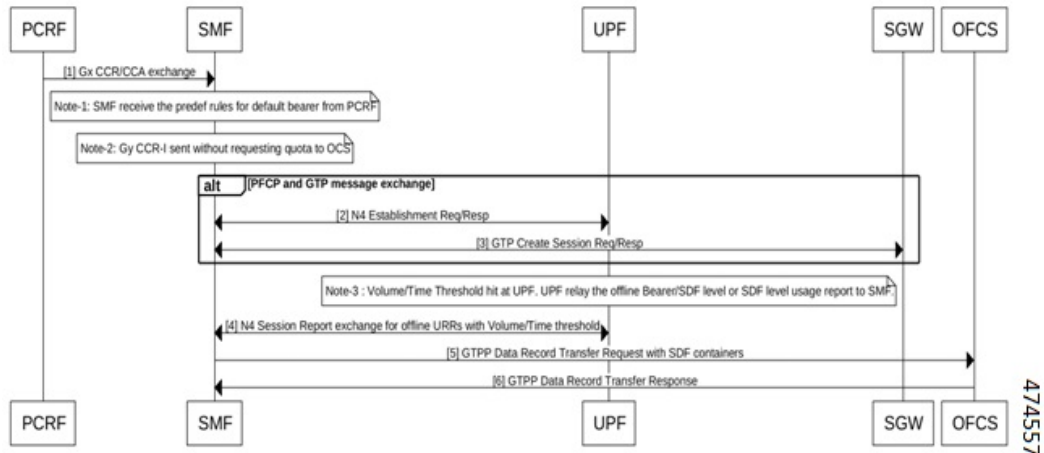 PCRF
SMF
UPF
SGW
OFCS
[1] Gx CCR/CCA exchange
Note-1: SMF receive the predef rules for default bearer from PCRF
Note-2: Gy CCR-I sent without requesting quota to OCS
alt
[PFCP and GTP message exchange]
[2] N4 Establishment Req/Resp
[3] GTP Create Session Req/Resp
Note-3 : Volume/Time Threshold hit at UPF. UPF relay the offline Bearer/SDF level or SDF level usage report to SMF.
[4] N4 Session Report exchange for offline URRs with Volume/Time threshold
[5] GTPP Data Record Transfer Request with SDF containers
[6] GTPP Data Record Transfer Response
PCRF
SMF
UPF
SGW
OFCS
474557